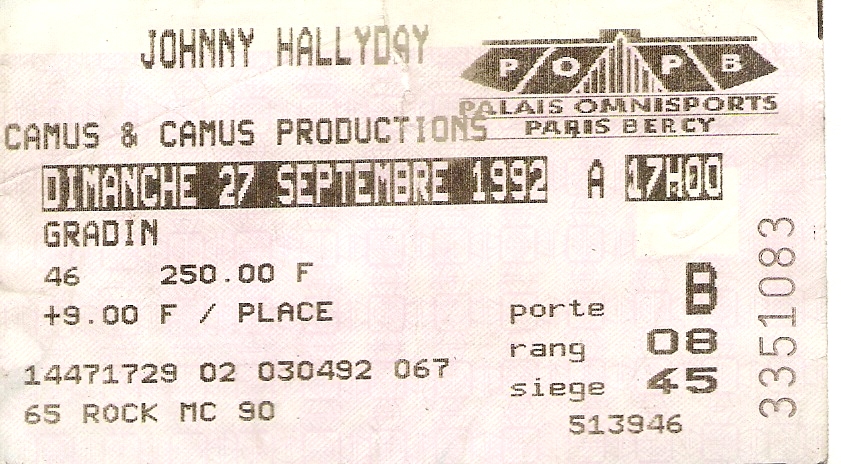 JOHNNY HALLYDAY
POPB
PALAIS OMNISPORTS
PARIS BERCY
CAMUS & CAMUS PRODUCTIONS
DIMANCHE 27 SEPTEMBRE 1992 A 17H00
GRADIN
46 250.00 F
+9.00 F / PLACE
porte B
rang 08
siege 45
14471729 02 030492 067
65 ROCK MC 90
513946
3351083